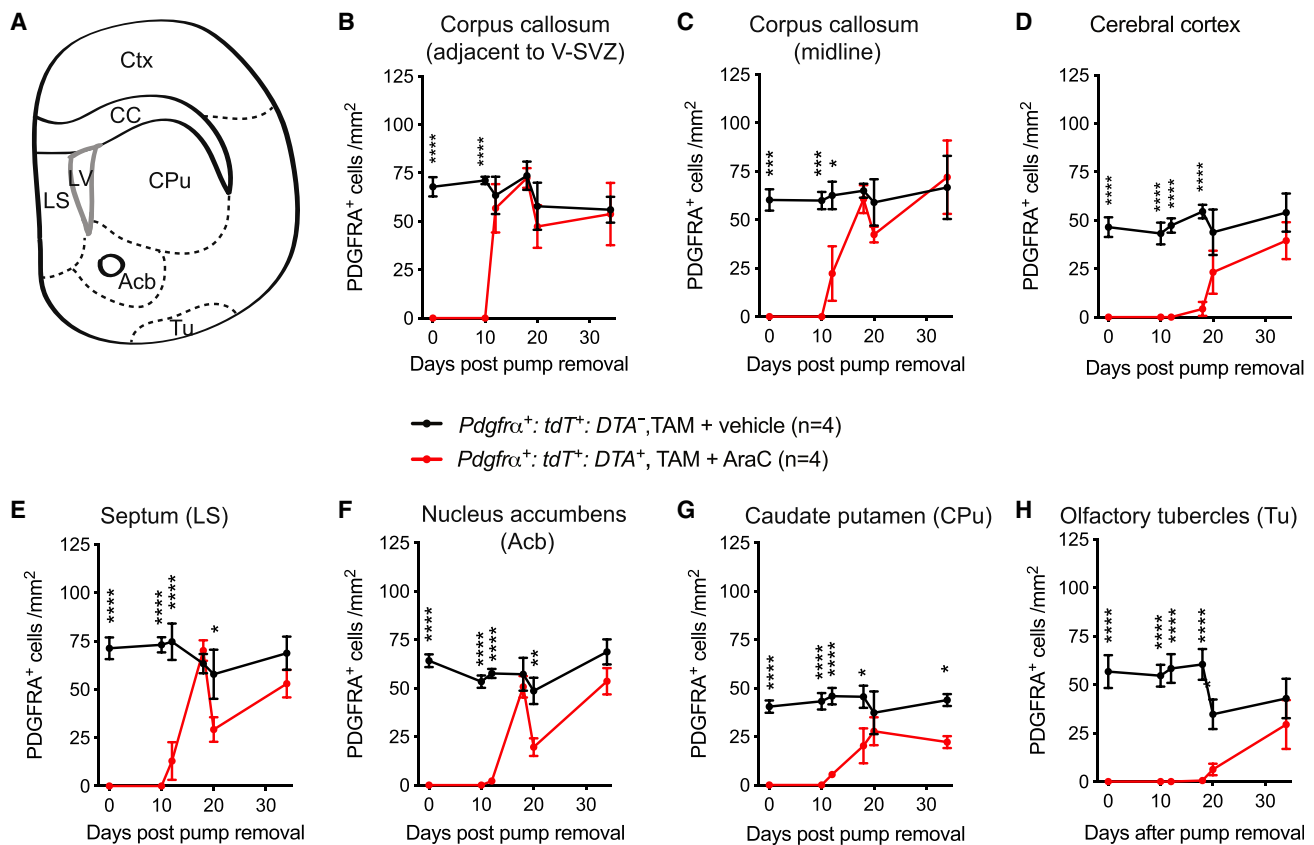 A
Ctx
CC
LV
LS
CPu
Acb
Tu
B
Corpus callosum
(adjacent to V-SVZ)
PDGFRA+ cells /mm2
125
100
75
50
25
0
****
****
0 10 20 30
Days post pump removal
C
Corpus callosum
(midline)
PDGFRA+ cells /mm2
125
100
75
50
25
0
***
***
*
0 10 20 30
Days post pump removal
D
Cerebral cortex
PDGFRA+ cells /mm2
125
100
75
50
25
0
****
****
****
****
0 10 20 30
Days post pump removal
Pdgfrα+: tdT+: DTA−,TAM + vehicle (n=4)
Pdgfrα+: tdT+: DTA+, TAM + AraC (n=4)
E
Septum (LS)
PDGFRA+ cells /mm2
125
100
75
50
25
0
****
****
****
*
0 10 20 30
Days post pump removal
F
Nucleus accumbens
(Acb)
PDGFRA+ cells /mm2
125
100
75
50
25
0
****
****
****
**
0 10 20 30
Days post pump removal
G
Caudate putamen (CPu)
PDGFRA+ cells /mm2
125
100
75
50
25
0
****
****
****
*
*
0 10 20 30
Days post pump removal
H
Olfactory tubercles (Tu)
PDGFRA+ cells /mm2
125
100
75
50
25
0
****
****
****
****
0 10 20 30
Days after pump removal